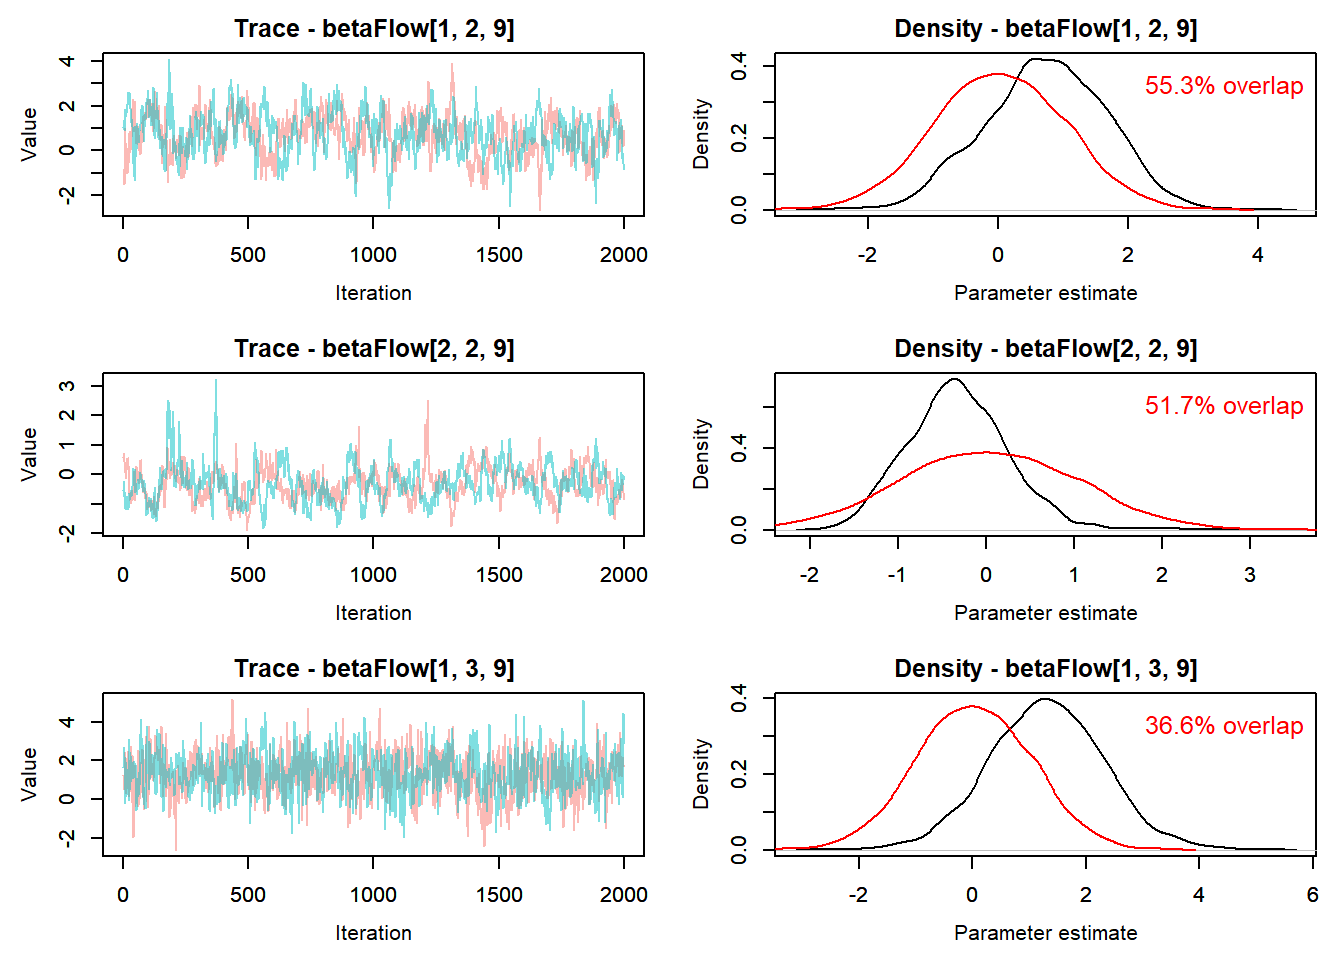 Trace - betaFlow[1, 2, 9]
Value
-2 0 2 4
0 500 1000 1500 2000
Iteration
Density - betaFlow[1, 2, 9]
55.3% overlap
Density
0.0 0.2 0.4
-2 0 2 4
Parameter estimate
Trace - betaFlow[2, 2, 9]
Value
-2 0 1 2 3
0 500 1000 1500 2000
Iteration
Density - betaFlow[2, 2, 9]
51.7% overlap
Density
0.0 0.4
-2 -1 0 1 2 3
Parameter estimate
Trace - betaFlow[1, 3, 9]
Value
-2 0 2 4
0 500 1000 1500 2000
Iteration
Density - betaFlow[1, 3, 9]
36.6% overlap
Density
0.0 0.2 0.4
-2 0 2 4 6
Parameter estimate